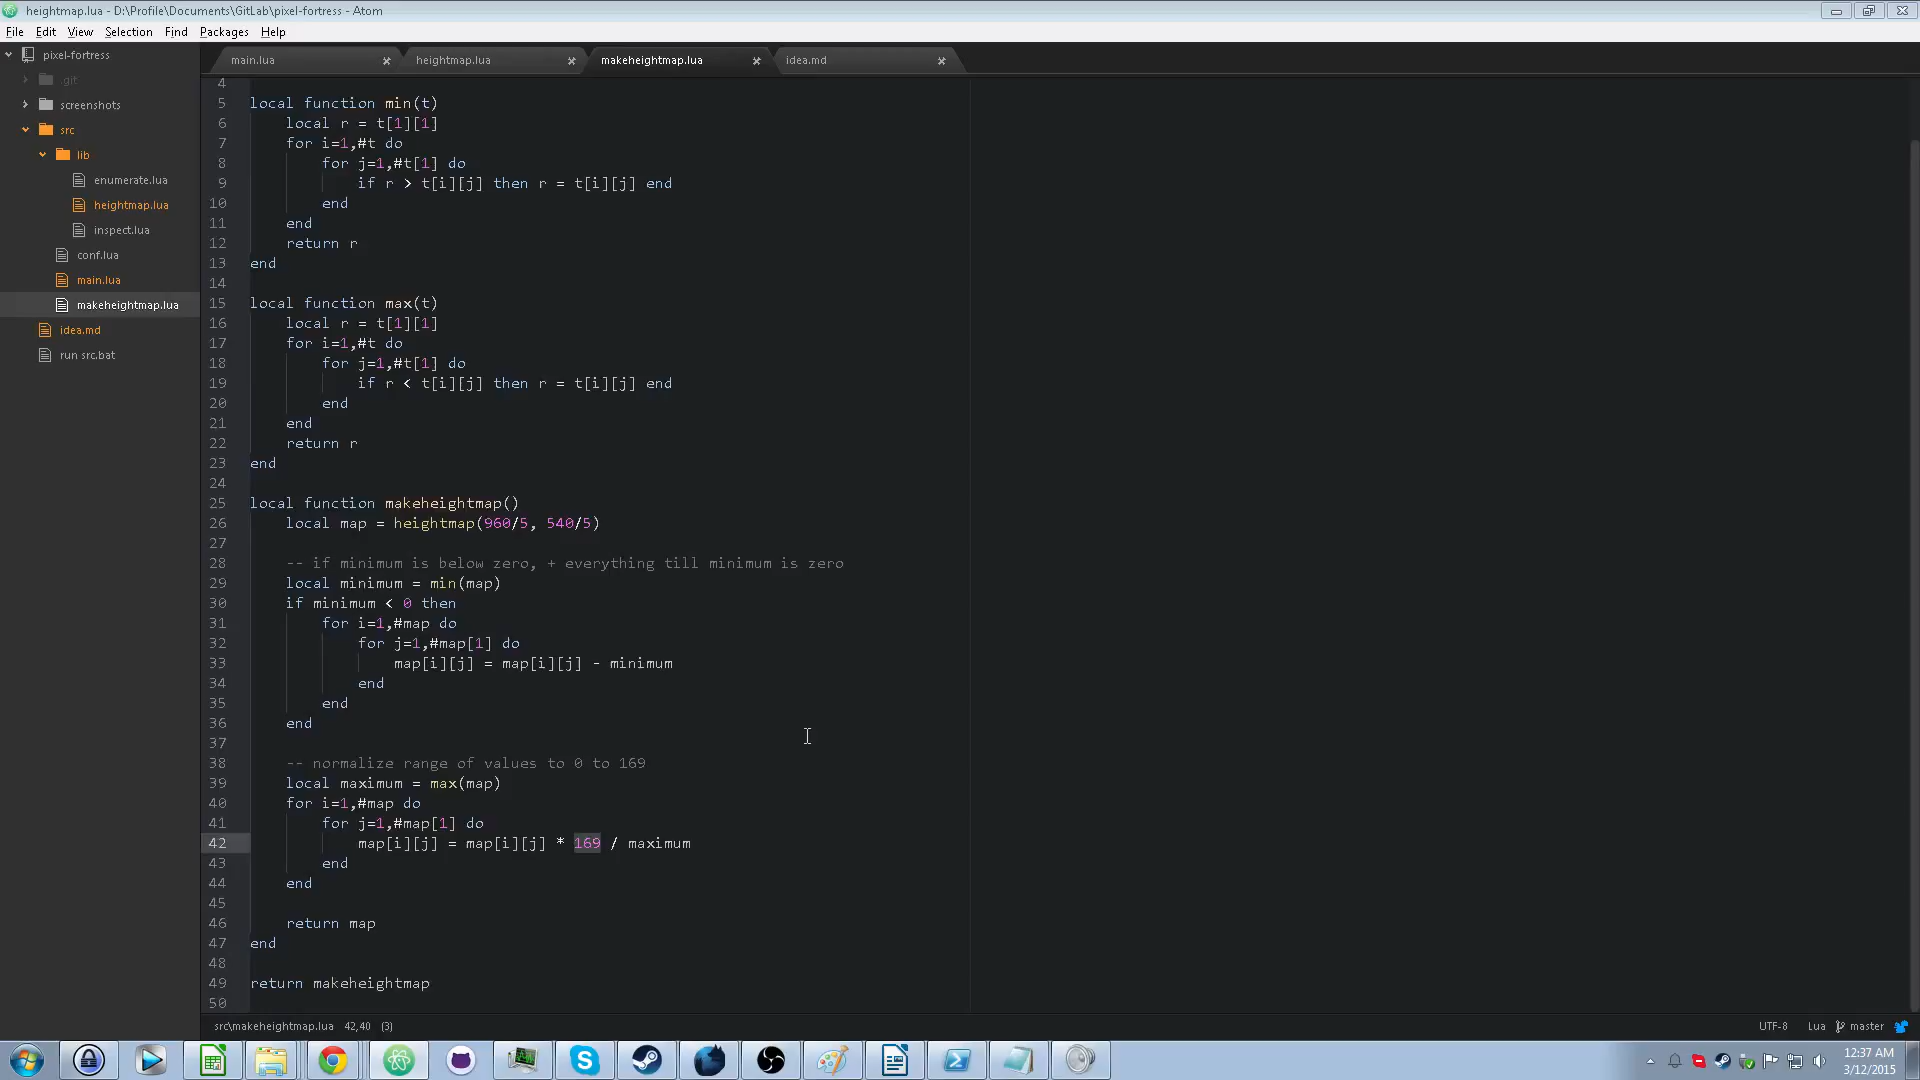 heightmap.lua - D:\Profile\Documents\GitLab\pixel-fortress - Atom
File Edit View Selection Find Packages Help
pixel-fortress
.git
screenshots
src
lib
enumerate.lua
heightmap.lua
inspect.lua
conf.lua
main.lua
makeheightmap.lua
idea.md
run src.bat
main.lua heightmap.lua makeheightmap.lua idea.md
4
5 local function min(t)
6 local r = t[1][1]
7 for i=1,#t do
8 for j=1,#t[1] do
9 if r > t[i][j] then r = t[i][j] end
10 end
11 end
12 return r
13 end
14
15 local function max(t)
16 local r = t[1][1]
17 for i=1,#t do
18 for j=1,#t[1] do
19 if r < t[i][j] then r = t[i][j] end
20 end
21 end
22 return r
23 end
24
25 local function makeheightmap()
26 local map = heightmap(960/5, 540/5)
27
28 -- if minimum is below zero, + everything till minimum is zero
29 local minimum = min(map)
30 if minimum < 0 then
31 for i=1,#map do
32 for j=1,#map[1] do
33 map[i][j] = map[i][j] - minimum
34 end
35 end
36 end
37
38 -- normalize range of values to 0 to 169
39 local maximum = max(map)
40 for i=1,#map do
41 for j=1,#map[1] do
42 map[i][j] = map[i][j] * 169 / maximum
43 end
44 end
45
46 return map
47 end
48
49 return makeheightmap
50
src\makeheightmap.lua 42,40 (3)
UTF-8 Lua master
12:37 AM
3/12/2015